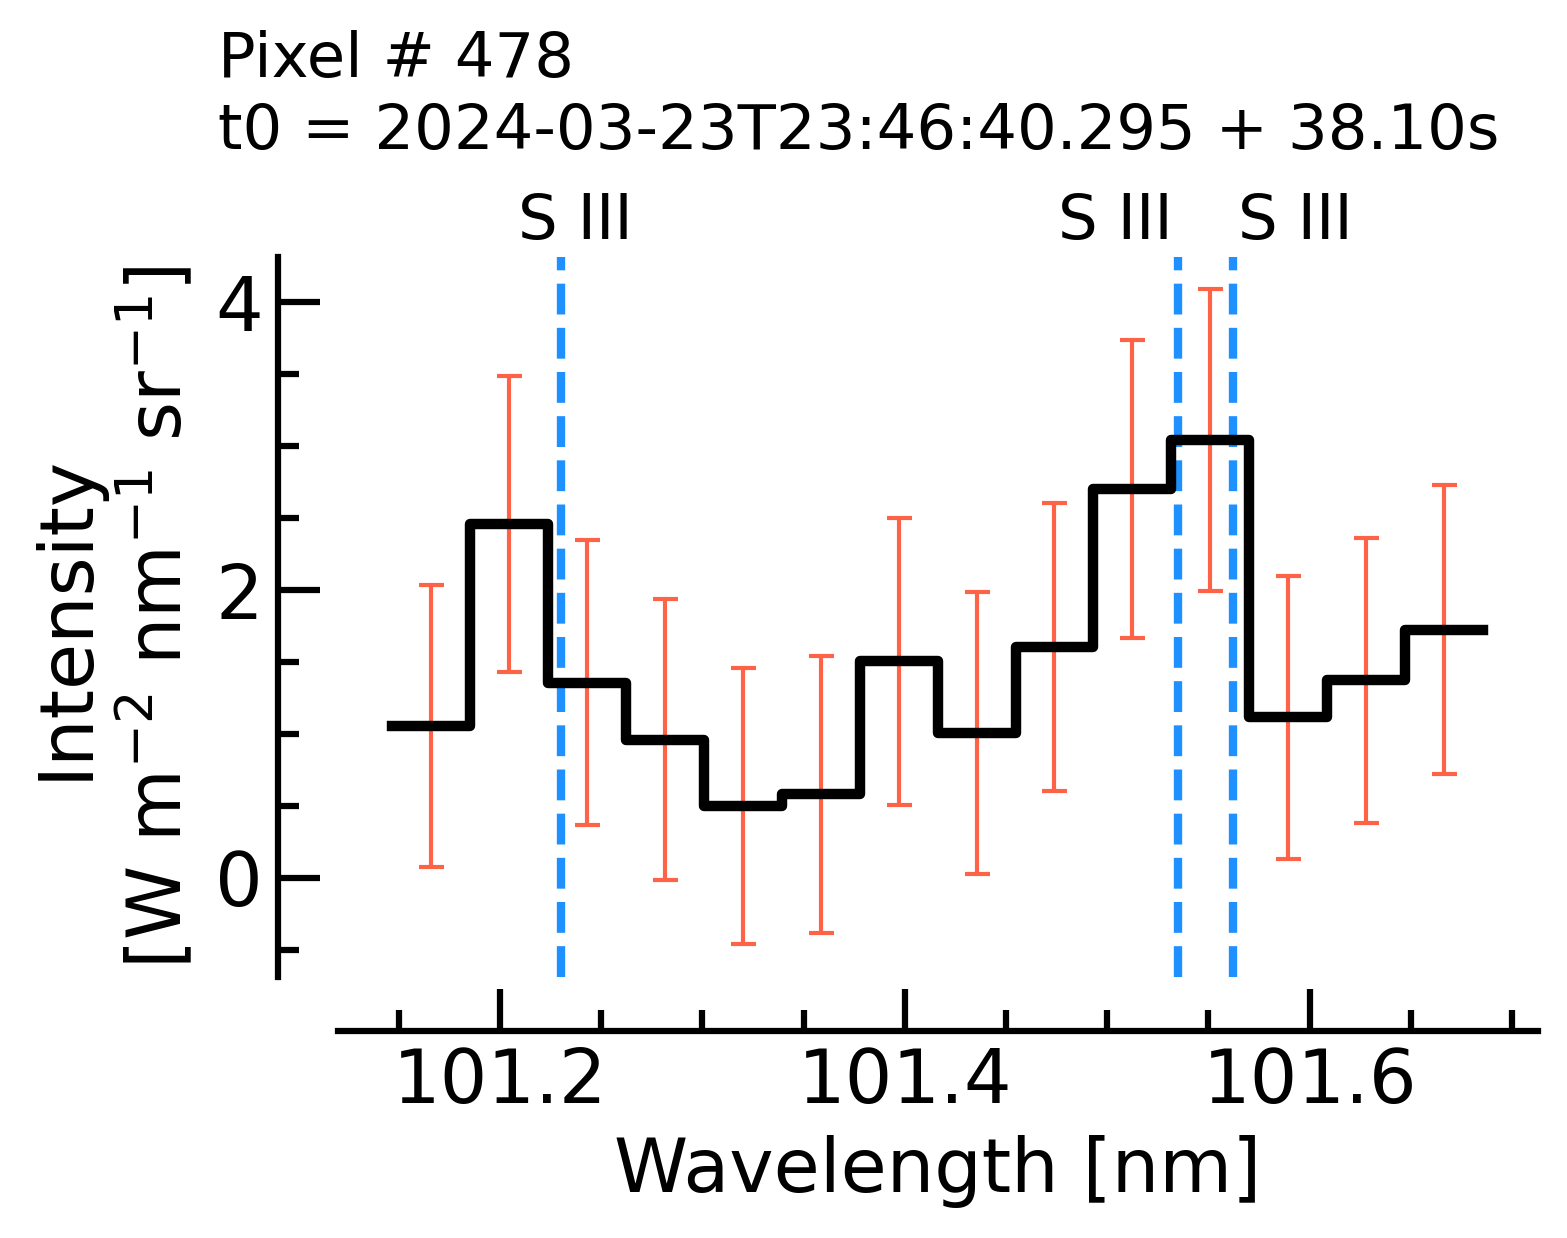 Pixel # 478
t0 = 2024-03-23T23:46:40.295 + 38.10s
S III
S III
S III
Intensity
[W m⁻² nm⁻¹ sr⁻¹]
4
2
0
101.2
101.4
101.6
Wavelength [nm]